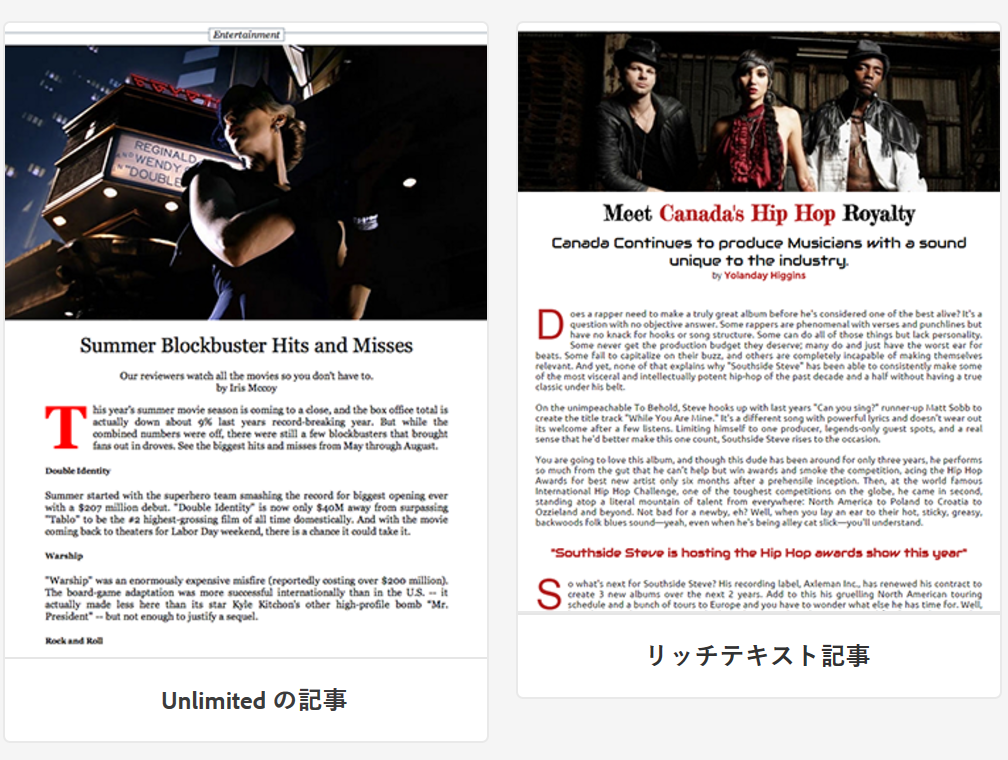 Entertainment
REGINALD
AND WENDY
IN "DOUBLE
Summer Blockbuster Hits and Misses
Our reviewers watch all the movies so you don't have to.
by Iris Mccoy
This year's summer movie season is coming to a close, and the box office total is
actually down about 9% last years record-breaking year. But while the
combined numbers were off, there were still a few blockbusters that brought
fans out in droves. See the biggest hits and misses from May through August.
Double Identity
Summer started with the superhero team smashing the record for biggest opening ever
with a $207 million debut. "Double Identity" is now only $40M away from surpassing
"Tablo" to be the #2 highest-grossing film of all time domestically. And with the movie
coming back to theaters for Labor Day weekend, there is a chance it could take it.
Warship
"Warship" was an enormously expensive misfire (reportedly costing over $200 million).
The board-game adaptation was more successful internationally than in the U.S. -- it
actually made less here than its star Kyle Kitchon's other high-profile bomb "Mr.
President" -- but not enough to justify a sequel.
Rock and Roll
Unlimited の記事
Meet Canada's Hip Hop Royalty
Canada Continues to produce Musicians with a sound
unique to the industry.
by Yolanday Higgins
Does a rapper need to make a truly great album before he's considered one of the best alive? It's a
question with no objective answer. Some rappers are phenomenal with verses and punchlines but
have no knack for hooks or song structure. Some can do all of those things but lack personality.
Some never get the production budget they deserve; many do and just have the worst ear for
beats. Some fail to capitalize on their buzz, and others are completely incapable of making themselves
relevant. And yet, none of that explains why "Southside Steve" has been able to consistently make some
of the most visceral and intellectually potent hip-hop of the past decade and a half without having a true
classic under his belt.
On the unimpeachable To Behold, Steve hooks up with last years "Can you sing?" runner-up Matt Sobb to
create the title track "While You Are Mine." It's a different song with powerful lyrics and doesn't wear out
its welcome after a few listens. Limiting himself to one producer, legends-only guest spots, and a real
sense that he'd better make this one count, Southside Steve rises to the occasion.
You are going to love this album, and though this dude has been around for only three years, he performs
so much from the gut that he can't help but win awards and smoke the competition, acing the Hip Hop
Awards for best new artist only six months after a prehensile inception. Then, at the world famous
International Hip Hop Challenge, one of the toughest competitions on the globe, he came in second,
standing atop a literal mountain of talent from everywhere: North America to Poland to Croatia to
Ozzieland and beyond. Not bad for a newby, eh? Well, when you lay an ear to their hot, sticky, greasy,
backwoods folk blues sound—yeah, even when he's being alley cat slick—you'll understand.
"Southside Steve is hosting the Hip Hop awards show this year"
So what's next for Southside Steve? His recording label, Axleman Inc., has renewed his contract to
create 3 new albums over the next 2 years. Add to this his gruelling North American touring
schedule and a bunch of tours to Europe and you have to wonder what else he has time for. Well,
リッチテキスト記事